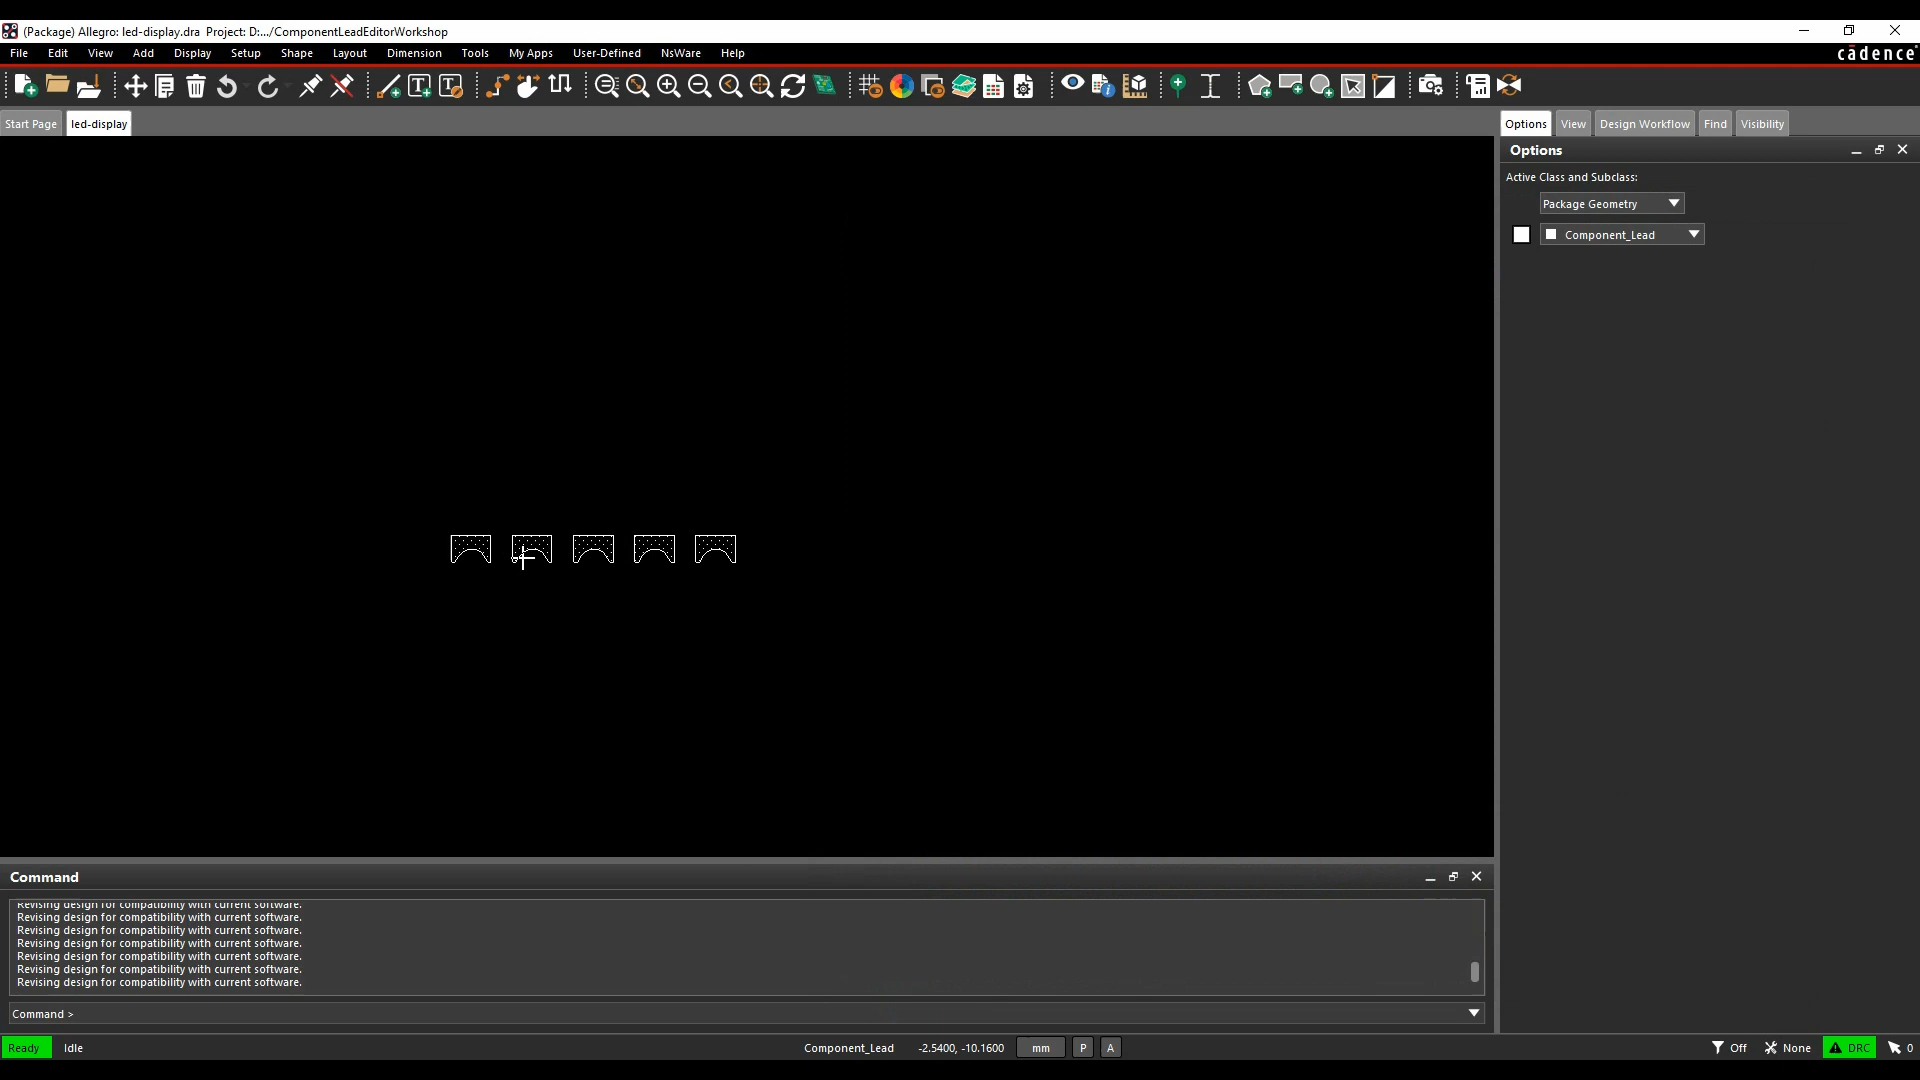 (Package) Allegro: led-display.dra  Project: D:.../ComponentLeadEditorWorkshop
File Edit View Add Display Setup Shape Layout Dimension Tools My Apps User-Defined NsWare Help
cādence
Start Page led-display
Options View Design Workflow Find Visibility
Options
Active Class and Subclass:
Package Geometry
Component_Lead
Command
Revising design for compatibility with current software.
Revising design for compatibility with current software.
Revising design for compatibility with current software.
Revising design for compatibility with current software.
Revising design for compatibility with current software.
Revising design for compatibility with current software.
Revising design for compatibility with current software.
Command >
Ready Idle Component_Lead -2.5400, -10.1600 mm P A Off None DRC 0